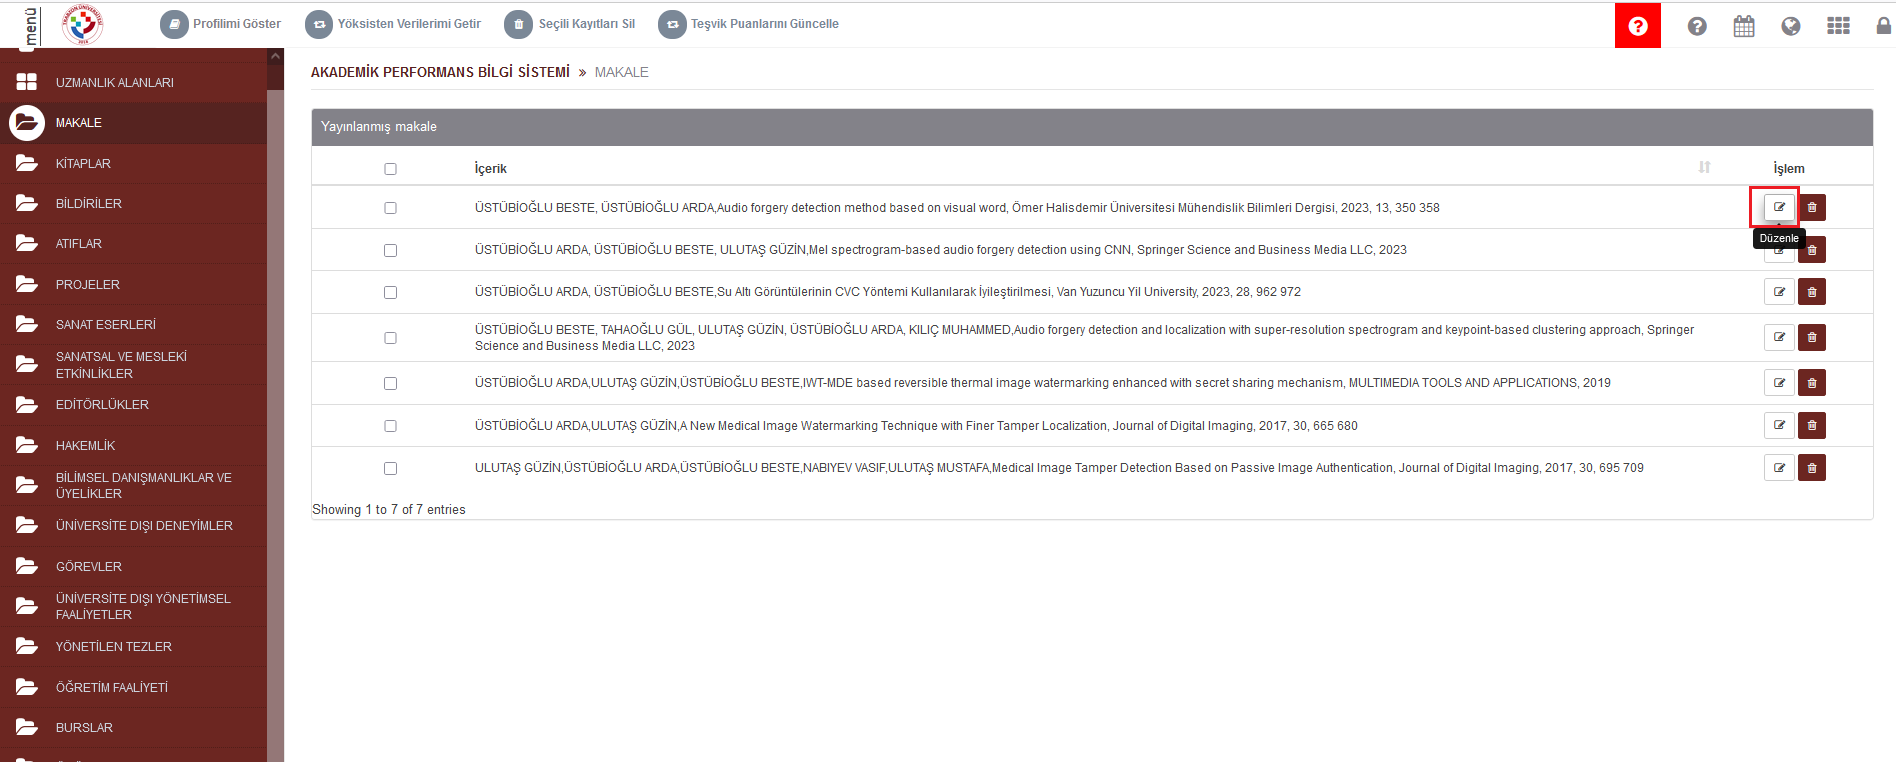 menü
Profilimi Göster
Yöksisten Verilerimi Getir
Seçili Kayıtları Sil
Teşvik Puanlarını Güncelle
UZMANLIK ALANLARI
MAKALE
KİTAPLAR
BİLDİRİLER
ATIFLAR
PROJELER
SANAT ESERLERİ
SANATSAL VE MESLEKİ
ETKİNLİKLER
EDİTÖRLÜKLER
HAKEMLİK
BİLİMSEL DANIŞMANLIKLAR VE
ÜYELİKLER
ÜNİVERSİTE DIŞI DENEYİMLER
GÖREVLER
ÜNİVERSİTE DIŞI YÖNETİMSEL
FAALİYETLER
YÖNETİLEN TEZLER
ÖĞRETİM FAALİYETİ
BURSLAR
AKADEMİK PERFORMANS BİLGİ SİSTEMİ » MAKALE
Yayınlanmış makale
İçerik İşlem
ÜSTÜBİOĞLU BESTE, ÜSTÜBİOĞLU ARDA,Audio forgery detection method based on visual word, Ömer Halisdemir Üniversitesi Mühendislik Bilimleri Dergisi, 2023, 13, 350 358
Düzenle
ÜSTÜBİOĞLU ARDA, ÜSTÜBİOĞLU BESTE, ULUTAŞ GÜZİN,Mel spectrogram-based audio forgery detection using CNN, Springer Science and Business Media LLC, 2023
ÜSTÜBİOĞLU ARDA, ÜSTÜBİOĞLU BESTE,Su Altı Görüntülerinin CVC Yöntemi Kullanılarak İyileştirilmesi, Van Yuzuncu Yil University, 2023, 28, 962 972
ÜSTÜBİOĞLU BESTE, TAHAOĞLU GÜL, ULUTAŞ GÜZİN, ÜSTÜBİOĞLU ARDA, KILIÇ MUHAMMED,Audio forgery detection and localization with super-resolution spectrogram and keypoint-based clustering approach, Springer
Science and Business Media LLC, 2023
ÜSTÜBİOĞLU ARDA,ULUTAŞ GÜZİN,ÜSTÜBİOĞLU BESTE,IWT-MDE based reversible thermal image watermarking enhanced with secret sharing mechanism, MULTIMEDIA TOOLS AND APPLICATIONS, 2019
ÜSTÜBİOĞLU ARDA,ULUTAŞ GÜZİN,A New Medical Image Watermarking Technique with Finer Tamper Localization, Journal of Digital Imaging, 2017, 30, 665 680
ULUTAŞ GÜZİN,ÜSTÜBİOĞLU ARDA,ÜSTÜBİOĞLU BESTE,NABIYEV VASIF,ULUTAŞ MUSTAFA,Medical Image Tamper Detection Based on Passive Image Authentication, Journal of Digital Imaging, 2017, 30, 695 709
Showing 1 to 7 of 7 entries